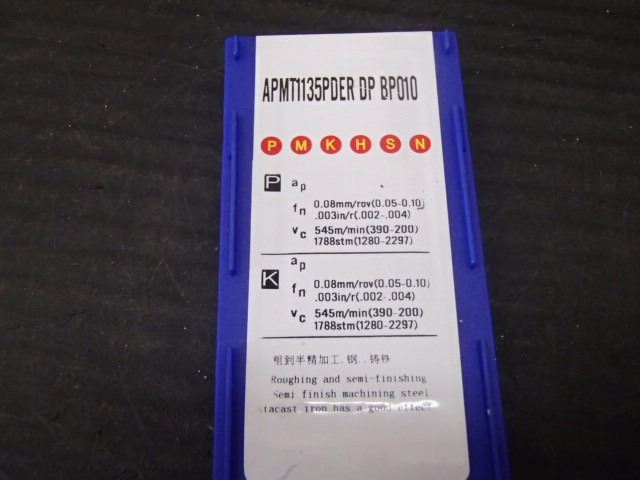 APMT1135PDER DP BP010
P M K H S N
P ap
fn 0.08mm/rov(0.05-0.10)
.003in/r(.002-.004)
vc 545m/min(390-200)
1788stm(1280-2297)
K ap
fn 0.08mm/rov(0.05-0.10)
.003in/r(.002-.004)
vc 545m/min(390-200)
1788stm(1280-2297)
粗到半精加工.钢..铸铁
Roughing and semi-finishing
Semi finish machining steel
tacast iron has a good effect